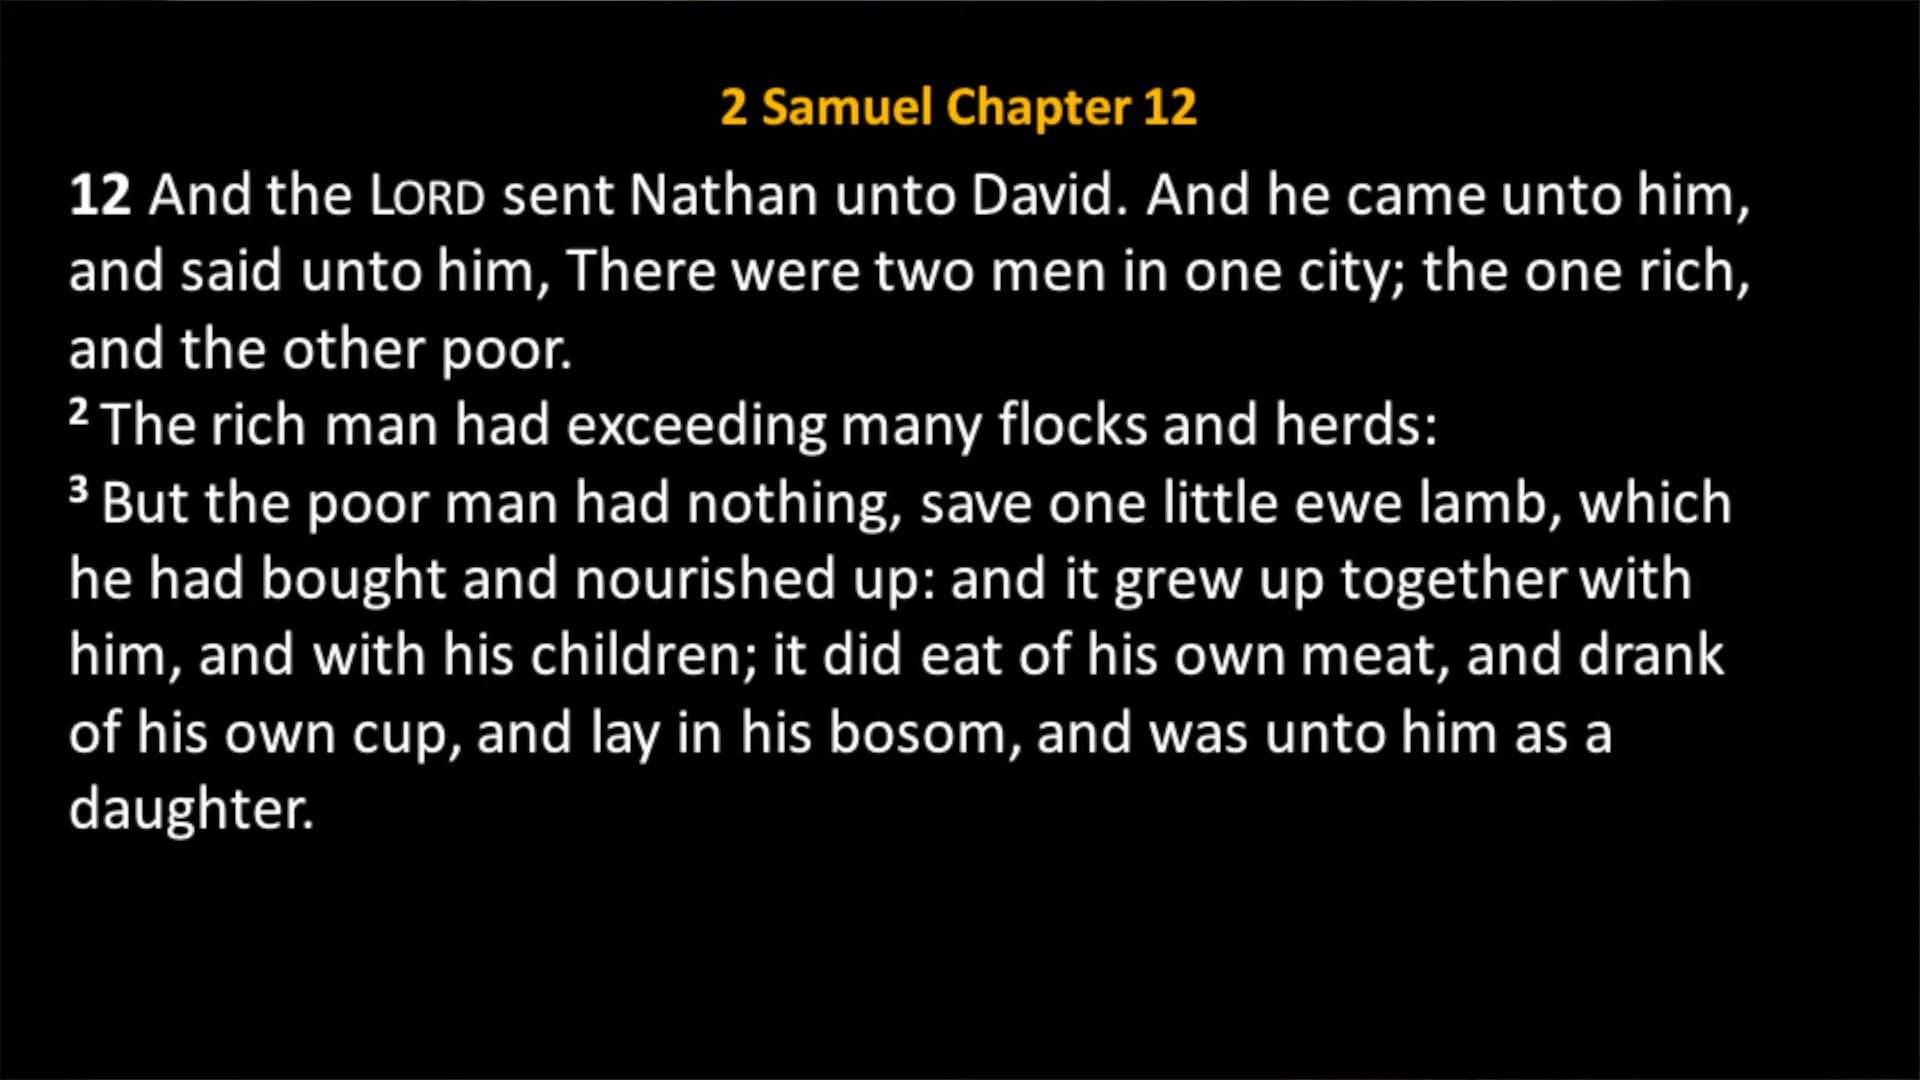 2 Samuel Chapter 12
12 And the LORD sent Nathan unto David. And he came unto him,
and said unto him, There were two men in one city; the one rich,
and the other poor.
2 The rich man had exceeding many flocks and herds:
3 But the poor man had nothing, save one little ewe lamb, which
he had bought and nourished up: and it grew up together with
him, and with his children; it did eat of his own meat, and drank
of his own cup, and lay in his bosom, and was unto him as a
daughter.